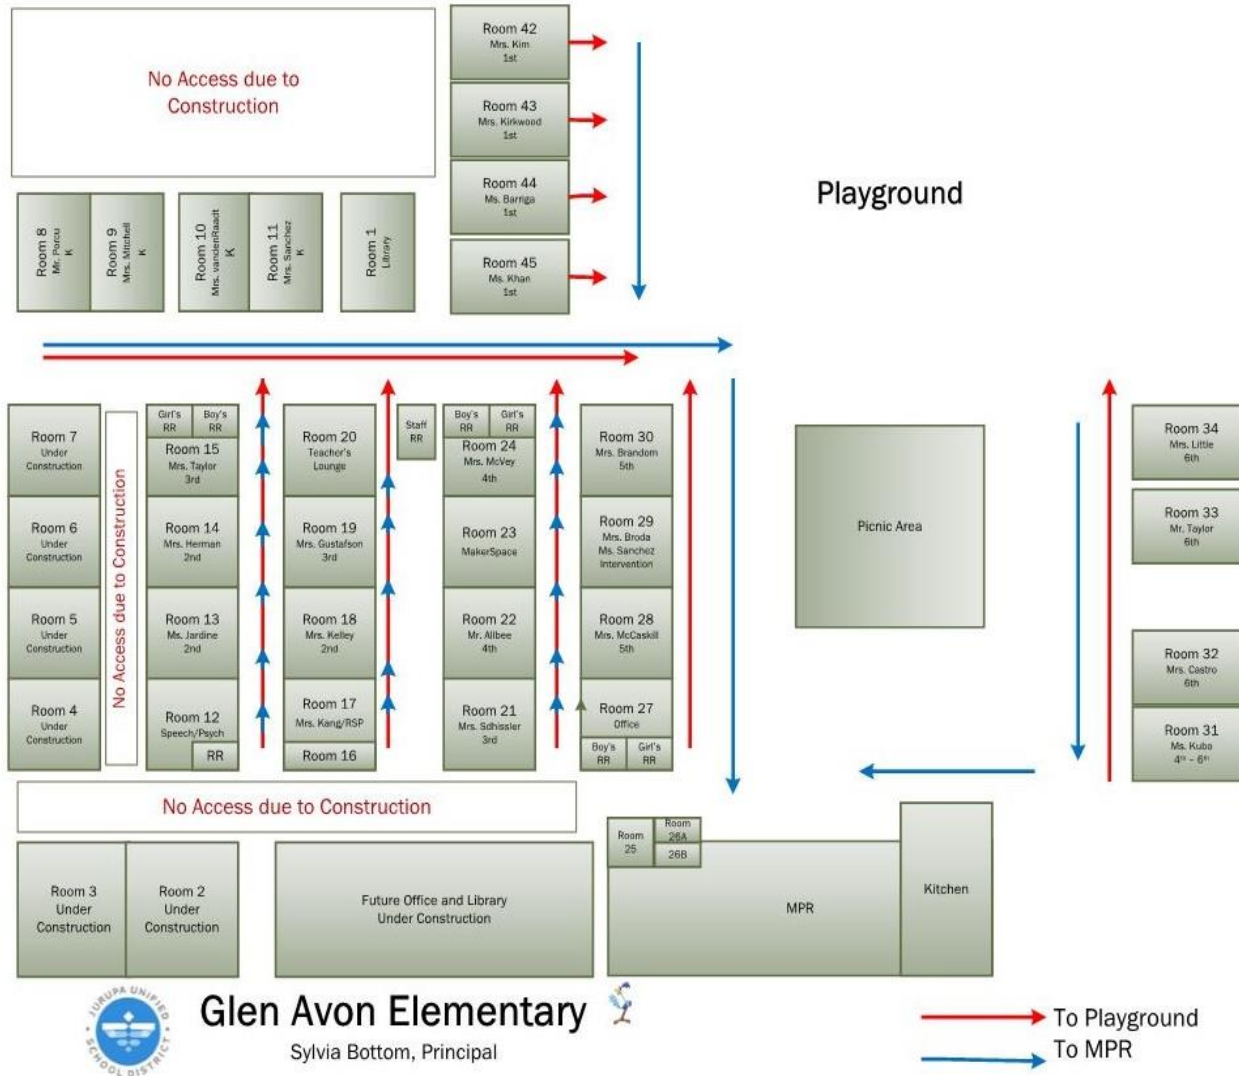 No Access due to
Construction
Room 42
Mrs. Kim
1st
Room 43
Mrs. Kirkwood
1st
Room 44
Ms. Barriga
1st
Room 45
Ms. Khan
1st
Playground
Room 8
Mr. Porcu
K
Room 9
Mrs. Mitchell
K
Room 10
Mrs. vandenRaadt
K
Room 11
Mrs. Sanchez
K
Room 1
Library
Room 7
Under
Construction
Room 6
Under
Construction
Room 5
Under
Construction
Room 4
Under
Construction
No Access due to Construction
Girl's
RR
Boy's
RR
Room 15
Mrs. Taylor
3rd
Room 14
Mrs. Herman
2nd
Room 13
Ms. Jardine
2nd
Room 12
Speech/Psych
RR
Room 20
Teacher's
Lounge
Room 19
Mrs. Gustafson
3rd
Room 18
Mrs. Kelley
2nd
Room 17
Mrs. Kang/RSP
Room 16
Staff
RR
Boy's
RR
Girl's
RR
Room 24
Mrs. McVey
4th
Room 23
MakerSpace
Room 22
Mr. Allbee
4th
Room 21
Mrs. Sdhissler
3rd
Room 30
Mrs. Brandom
5th
Room 29
Mrs. Broda
Ms. Sanchez
Intervention
Room 28
Mrs. McCaskill
5th
Room 27
Office
Boy's
RR
Girl's
RR
Picnic Area
Room 34
Mrs. Little
6th
Room 33
Mr. Taylor
6th
Room 32
Mrs. Castro
6th
Room 31
Ms. Kubo
4th – 6th
No Access due to Construction
Room 3
Under
Construction
Room 2
Under
Construction
Future Office and Library
Under Construction
Room
25
Room
26A
26B
MPR
Kitchen
JURUPA UNIFIED
SCHOOL DISTRICT
Glen Avon Elementary
Sylvia Bottom, Principal
To Playground
To MPR